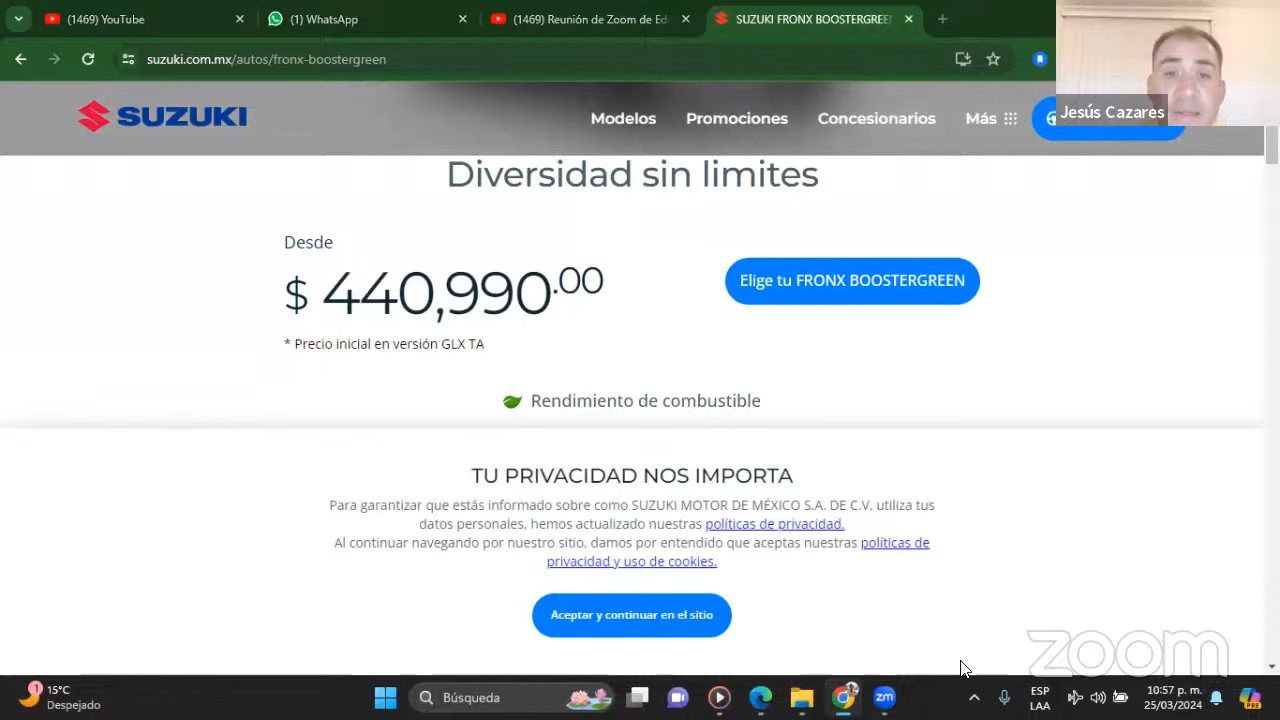 (1469) YouTube
(1) WhatsApp
(1469) Reunión de Zoom de Ed
SUZUKI FRONX BOOSTERGREE
suzuki.com.mx/autos/fronx-boostergreen
SUZUKI
Modelos
Promociones
Concesionarios
Más
Jesús Cazares
Diversidad sin limites
Desde
$ 440,990.00
Elige tu FRONX BOOSTERGREEN
* Precio inicial en versión GLX TA
Rendimiento de combustible
TU PRIVACIDAD NOS IMPORTA
Para garantizar que estás informado sobre como SUZUKI MOTOR DE MÉXICO S.A. DE C.V. utiliza tus
datos personales, hemos actualizado nuestras políticas de privacidad.
Al continuar navegando por nuestro sitio, damos por entendido que aceptas nuestras políticas de
privacidad y uso de cookies.
Aceptar y continuar en el sitio
zoom
1
15°C
Despejado
Búsqueda
zm
ESP
LAA
10:57 p. m.
25/03/2024
PRE